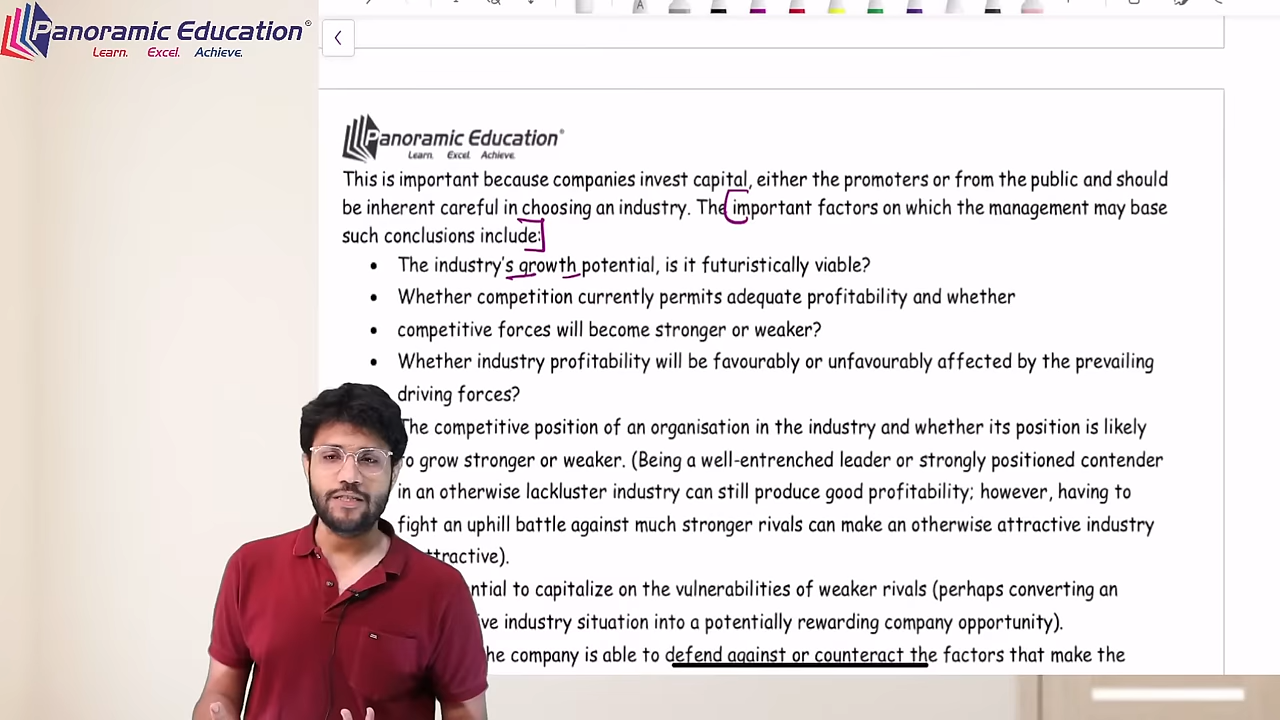 Panoramic Education®
Learn. Excel. Achieve.
Panoramic Education®
Learn. Excel. Achieve.
This is important because companies invest capital, either the promoters or from the public and should
be inherent careful in choosing an industry. The important factors on which the management may base
such conclusions include:
• The industry's growth potential, is it futuristically viable?
• Whether competition currently permits adequate profitability and whether
• competitive forces will become stronger or weaker?
• Whether industry profitability will be favourably or unfavourably affected by the prevailing
driving forces?
The competitive position of an organisation in the industry and whether its position is likely
to grow stronger or weaker. (Being a well-entrenched leader or strongly positioned contender
in an otherwise lackluster industry can still produce good profitability; however, having to
fight an uphill battle against much stronger rivals can make an otherwise attractive industry
to capitalize on the vulnerabilities of weaker rivals (perhaps converting an
industry situation into a potentially rewarding company opportunity).
the company is able to defend against or counteract the factors that make the